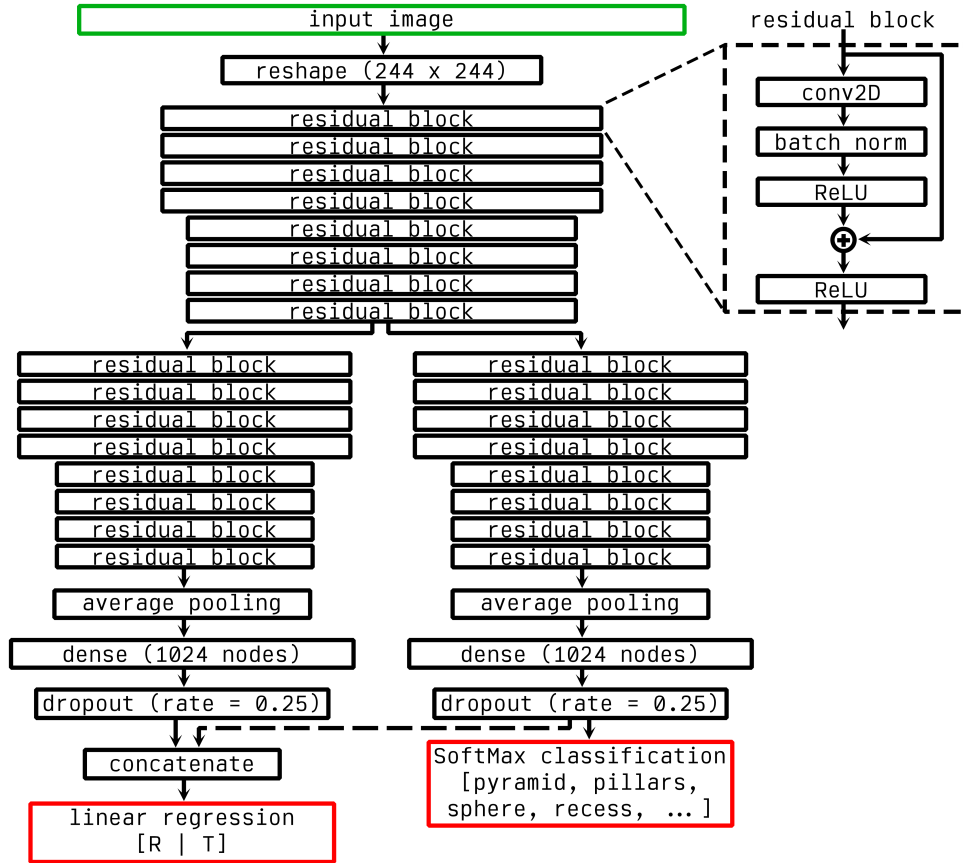 input image
reshape (244 x 244)
residual block
residual block
residual block
residual block
residual block
residual block
residual block
residual block
residual block
conv2D
batch norm
ReLU
ReLU
residual block
residual block
residual block
residual block
residual block
residual block
residual block
residual block
average pooling
dense (1024 nodes)
dropout (rate = 0.25)
concatenate
linear regression
[R | T]
residual block
residual block
residual block
residual block
residual block
residual block
residual block
residual block
average pooling
dense (1024 nodes)
dropout (rate = 0.25)
SoftMax classification
[pyramid, pillars,
sphere, recess, ... ]